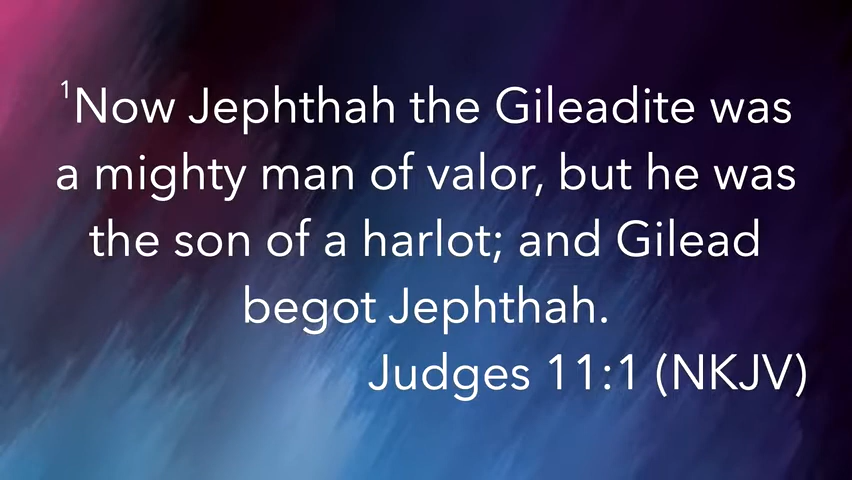 ¹Now Jephthah the Gileadite was
a mighty man of valor, but he was
the son of a harlot; and Gilead
begot Jephthah.
Judges 11:1 (NKJV)